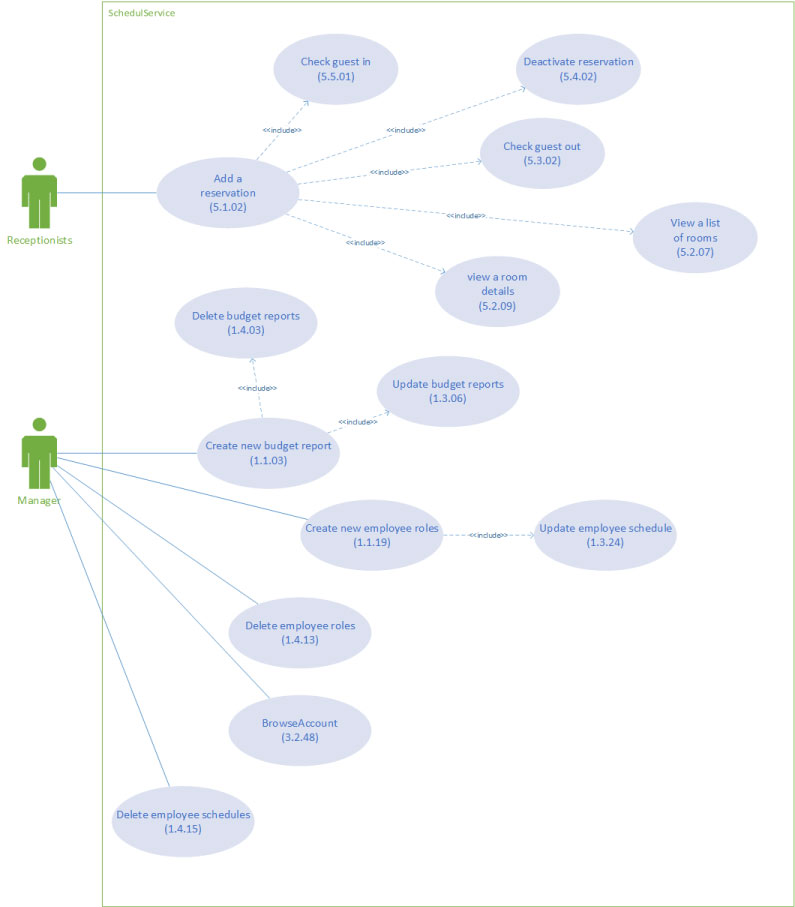 SchedulService
Check guest in
(5.5.01)
Deactivate reservation
(5.4.02)
<<include>>
<<include>>
Check guest out
(5.3.02)
<<include>>
Add a
reservation
(5.1.02)
Receptionists
<<include>>
View a list
of rooms
(5.2.07)
<<include>>
view a room
details
(5.2.09)
Delete budget reports
(1.4.03)
<<include>>
Update budget reports
(1.3.06)
<<include>>
Create new budget report
(1.1.03)
Manager
Create new employee roles
(1.1.19)
<<include>>
Update employee schedule
(1.3.24)
Delete employee roles
(1.4.13)
BrowseAccount
(3.2.48)
Delete employee schedules
(1.4.15)